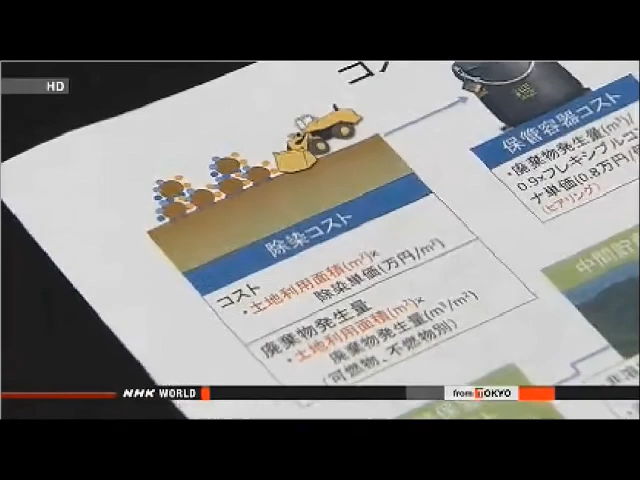 HD
コン
除染コスト
コスト
・土地利用面積(m²)×
除染単価(万円/m²)
廃棄物発生量
・土地利用面積(m²)×
廃棄物発生量(m³/m²)
(可燃物、不燃物別)
保管容器コスト
・廃棄物発生量(m³)/
0.9×フレキシブルコ
ナ単価(0.8万円/
(ヒアリング)
中間貯
NHK WORLD
from TOKYO